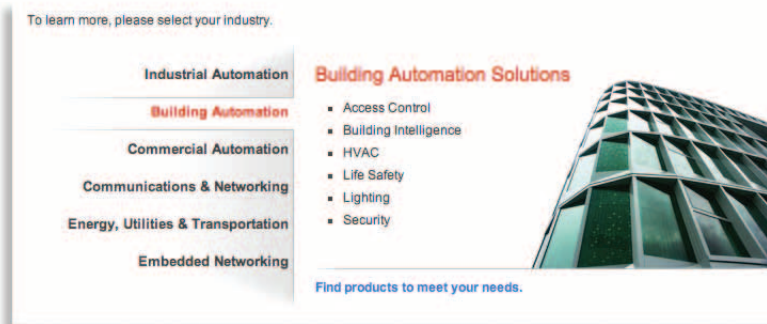 To learn more, please select your industry.
Industrial Automation
Building Automation
Commercial Automation
Communications & Networking
Energy, Utilities & Transportation
Embedded Networking
Building Automation Solutions
▪ Access Control
▪ Building Intelligence
▪ HVAC
▪ Life Safety
▪ Lighting
▪ Security
Find products to meet your needs.